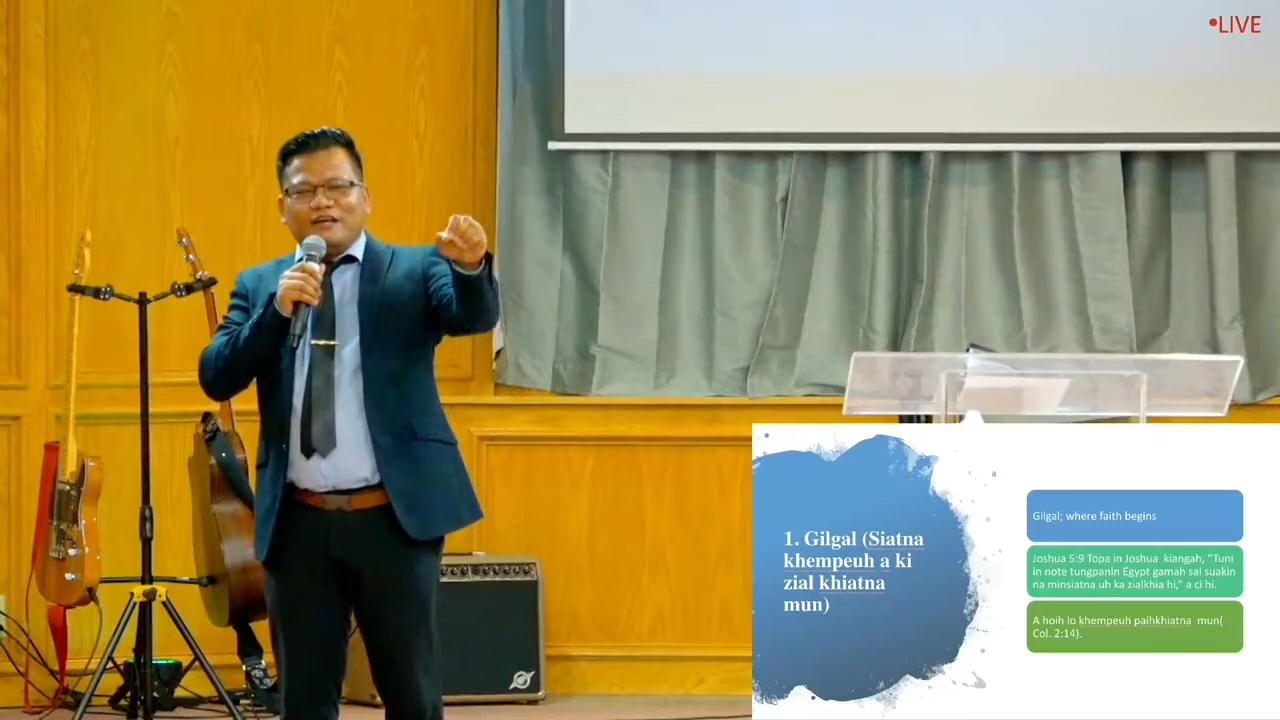 •LIVE
1. Gilgal (Siatna
khempeuh a ki
zial khiatna
mun)
Gilgal; where faith begins
Joshua 5:9 Topa in Joshua kiangah, “Tuni
in note tungpanin Egypt gamah sal suakin
na minsiatna uh ka zialkhia hi,” a ci hi.
A hoih lo khempeuh paihkhiatna mun(
Col. 2:14).